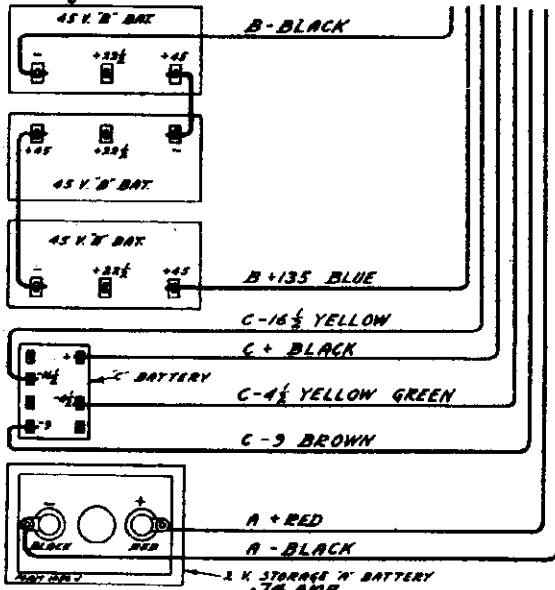 45 V. "B" BAT.
B - BLACK
- +22½ +45
+45 +22½ -
45 V. "B" BAT.
45 V. "B" BAT.
- +22½ +45
B +135 BLUE
C-16½ YELLOW
+
C + BLACK
-16½
"C" BATTERY
-4½
C-4½ YELLOW GREEN
-9
C-9 BROWN
- +
A + RED
BLACK RED
A - BLACK
2 V. STORAGE "A" BATTERY
.74 AMP